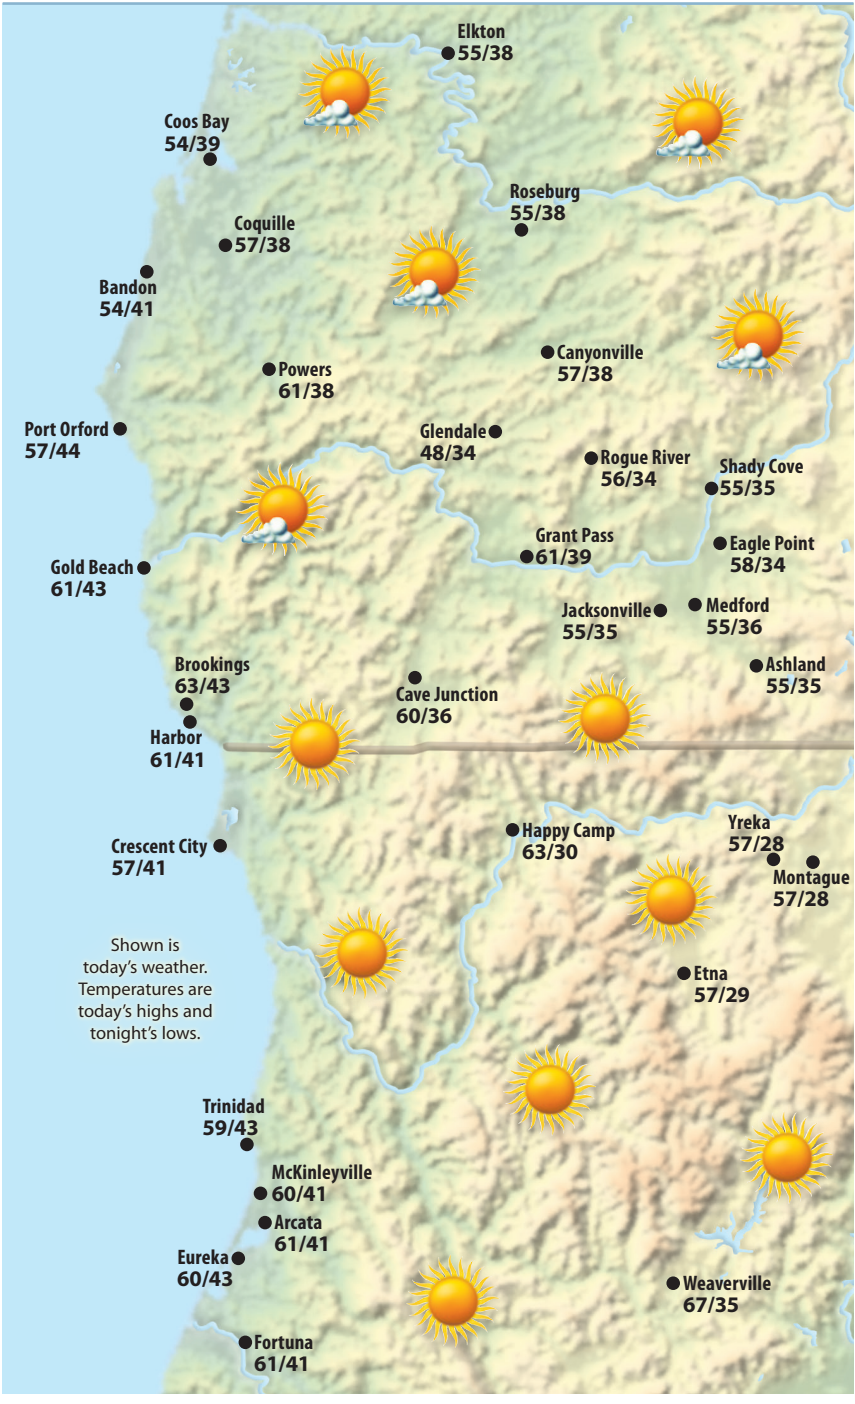 Elkton
55/38
Coos Bay
54/39
Roseburg
55/38
Coquille
57/38
Bandon
54/41
Canyonville
57/38
Powers
61/38
Port Orford
57/44
Glendale
48/34
Rogue River
56/34
Shady Cove
55/35
Grant Pass
61/39
Eagle Point
58/34
Gold Beach
61/43
Jacksonville
55/35
Medford
55/36
Brookings
63/43
Ashland
55/35
Cave Junction
60/36
Harbor
61/41
Happy Camp
63/30
Yreka
57/28
Crescent City
57/41
Montague
57/28
Shown is
today's weather.
Temperatures are
today's highs and
tonight's lows.
Etna
57/29
Trinidad
59/43
McKinleyville
60/41
Arcata
61/41
Eureka
60/43
Weaverville
67/35
Fortuna
61/41